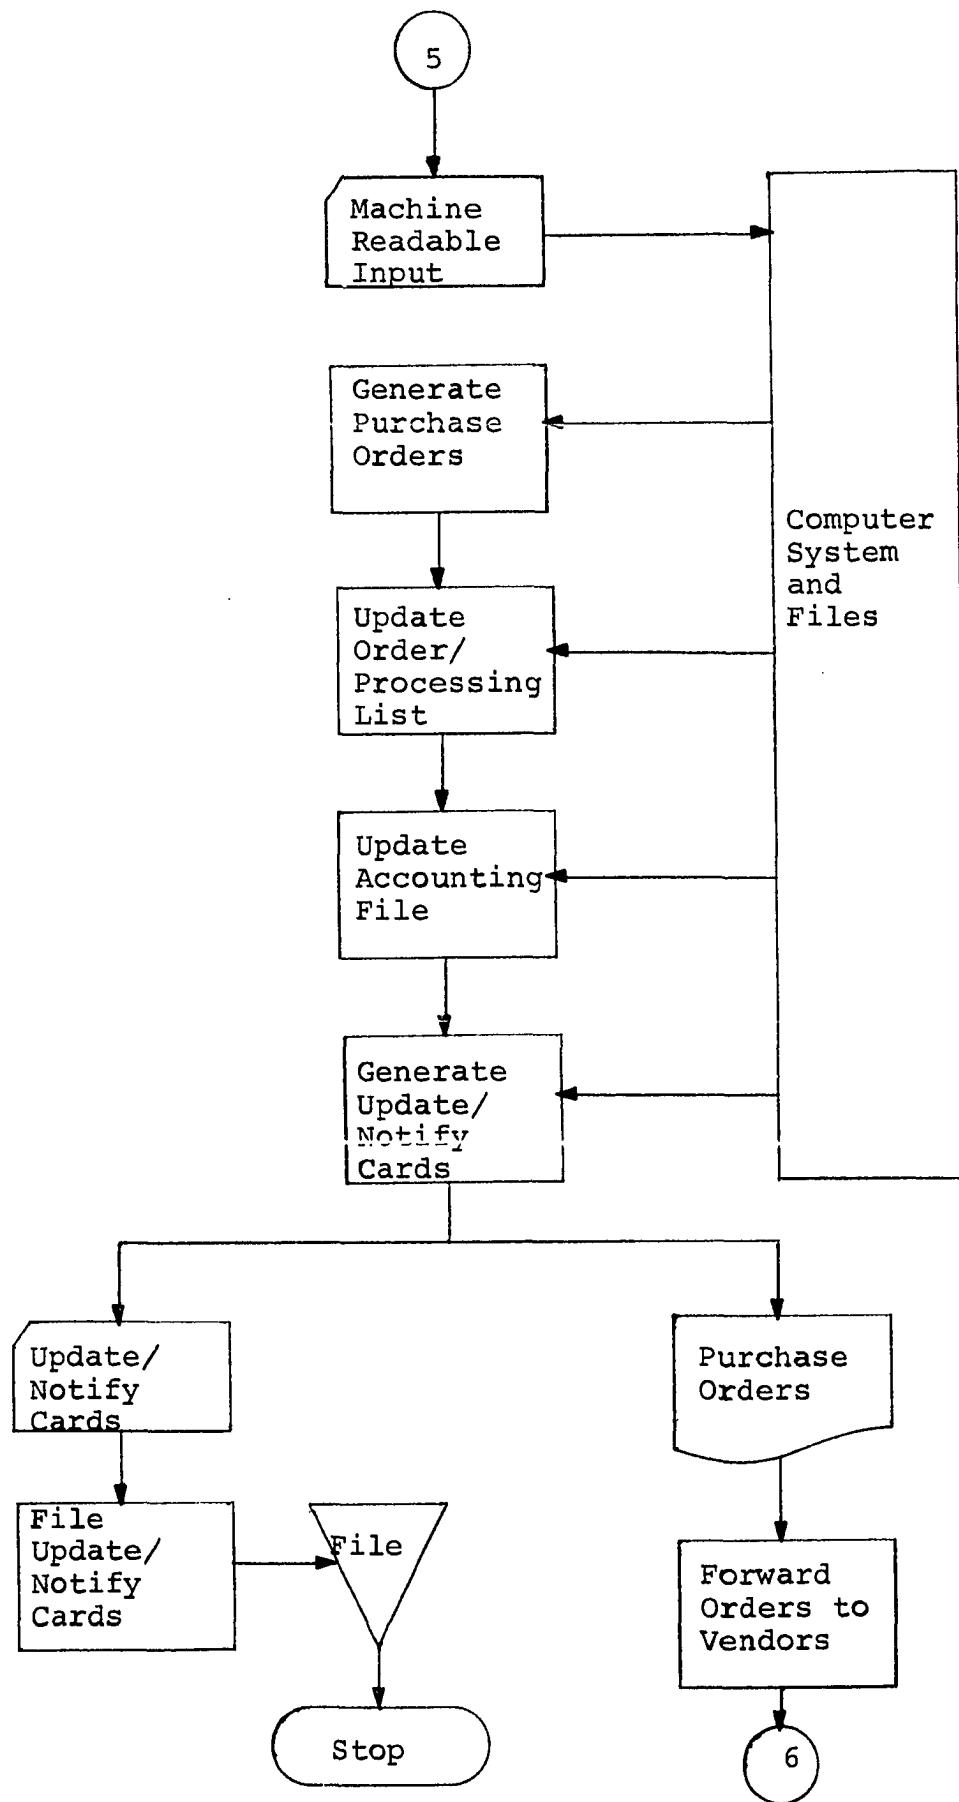 5
Machine
Readable
Input
Generate
Purchase
Orders
Computer
System
and
Files
Update
Order/
Processing
List
Update
Accounting
File
Generate
Update/
Notify
Cards
Update/
Notify
Cards
Purchase
Orders
File
Update/
Notify
Cards
File
Forward
Orders to
Vendors
Stop
6